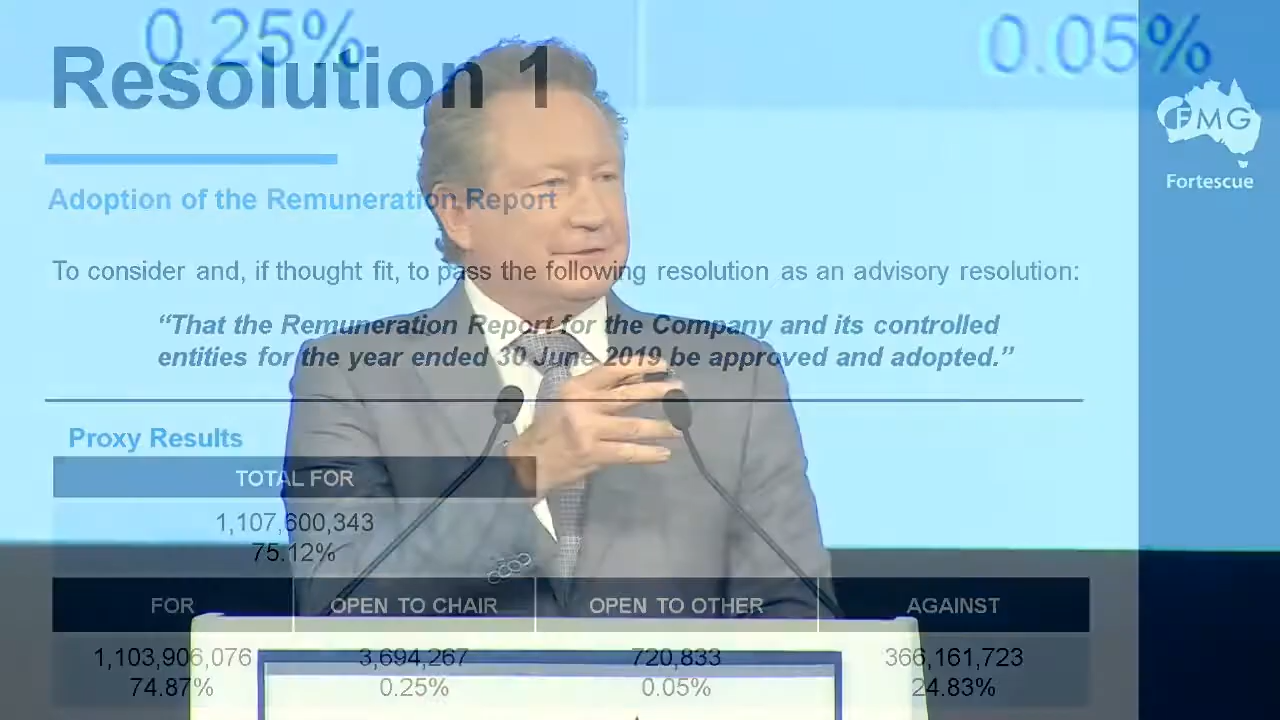 0.25%
0.05%
Resolution 1
FMG
Fortescue
Adoption of the Remuneration Report
To consider and, if thought fit, to pass the following resolution as an advisory resolution:
“That the Remuneration Report for the Company and its controlled
entities for the year ended 30 June 2019 be approved and adopted.”
Proxy Results
TOTAL FOR
1,107,600,343
75.12%
FOR OPEN TO CHAIR OPEN TO OTHER AGAINST
1,103,906,076 3,694,267 720,833 366,161,723
74.87% 0.25% 0.05% 24.83%